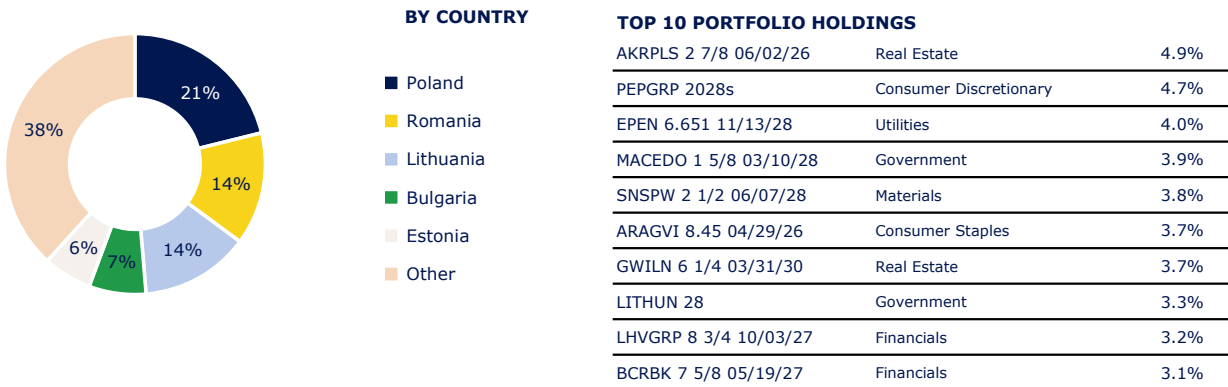 BY COUNTRY
21%
14%
14%
7%
6%
38%
Poland
Romania
Lithuania
Bulgaria
Estonia
Other
TOP 10 PORTFOLIO HOLDINGS
AKRPLS 2 7/8 06/02/26 Real Estate 4.9%
PEPGRP 2028s Consumer Discretionary 4.7%
EPEN 6.651 11/13/28 Utilities 4.0%
MACEDO 1 5/8 03/10/28 Government 3.9%
SNSPW 2 1/2 06/07/28 Materials 3.8%
ARAGVI 8.45 04/29/26 Consumer Staples 3.7%
GWILN 6 1/4 03/31/30 Real Estate 3.7%
LITHUN 28 Government 3.3%
LHVGRP 8 3/4 10/03/27 Financials 3.2%
BCRBK 7 5/8 05/19/27 Financials 3.1%